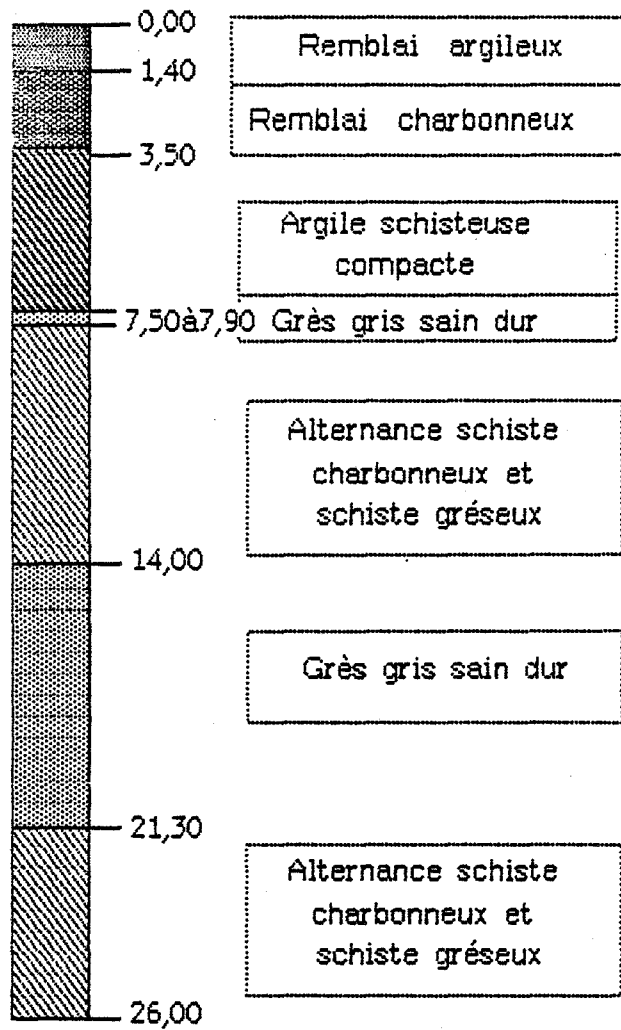 0,00
Remblai argileux
1,40
Remblai charbonneux
3,50
Argile schisteuse
compacte
7,50à7,90 Grès gris sain dur
Alternance schiste
charbonneux et
schiste gréseux
14,00
Grès gris sain dur
21,30
Alternance schiste
charbonneux et
schiste gréseux
26,00